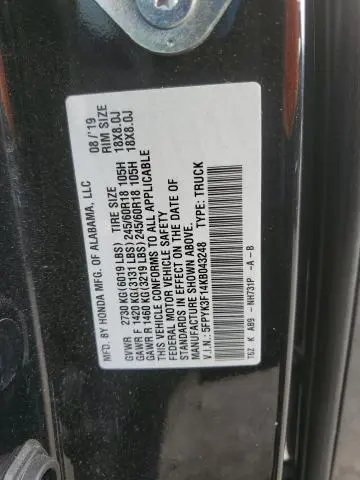 MFD. BY HONDA MFG. OF ALABAMA, LLC 08/'19
GVWR 2730 KG(6019 LBS) TIRE SIZE RIM SIZE
GAWR F 1420 KG(3131 LBS) 245/60R18 105H 18X8.0J
GAWR R 1460 KG(3219 LBS) 245/60R18 105H 18X8.0J
THIS VEHICLE CONFORMS TO ALL APPLICABLE
FEDERAL MOTOR VEHICLE SAFETY
STANDARDS IN EFFECT ON THE DATE OF
MANUFACTURE SHOWN ABOVE.
V.I.N.: 5FPYK3F14KB043248 TYPE: TRUCK
T6Z K A89 - NH731P -A-B